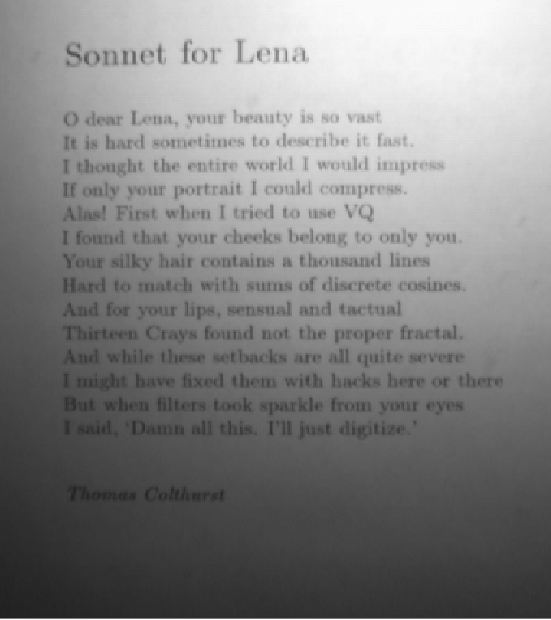 Sonnet for Lena
O dear Lena, your beauty is so vast
It is hard sometimes to describe it fast.
I thought the entire world I would impress
If only your portrait I could compress.
Alas! First when I tried to use VQ
I found that your cheeks belong to only you.
Your silky hair contains a thousand lines
Hard to match with sums of discrete cosines.
And for your lips, sensual and tactual
Thirteen Crays found not the proper fractal.
And while these setbacks are all quite severe
I might have fixed them with hacks here or there
But when filters took sparkle from your eyes
I said, ‘Damn all this. I’ll just digitize.’
Thomas Colthurst